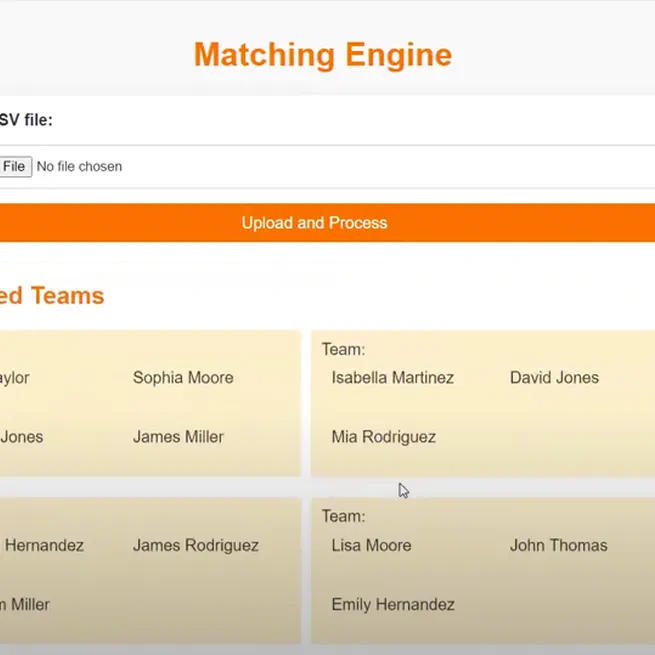 Matching Engine
SV file:
File No file chosen
Upload and Process
ed Teams
aylor Sophia Moore
Jones James Miller
Team:
Isabella Martinez David Jones
Mia Rodriguez
Hernandez James Rodriguez
m Miller
Team:
Lisa Moore John Thomas
Emily Hernandez